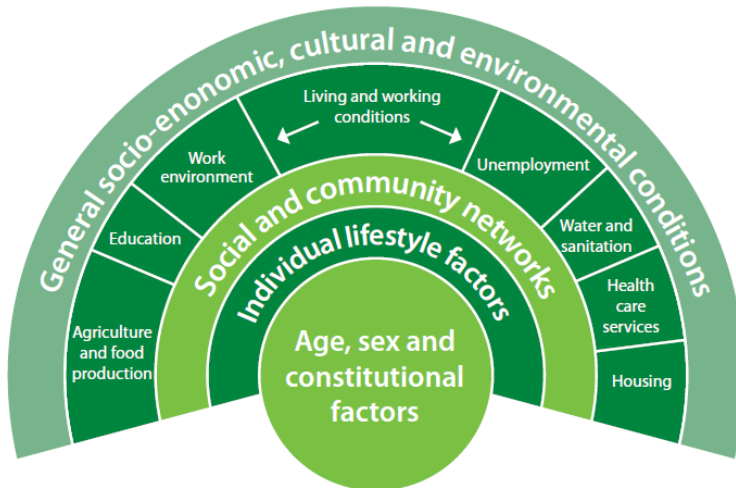 General socio-enonomic, cultural and environmental conditions
Living and working
conditions
Work
environment
Unemployment
Education
Water and
sanitation
Agriculture
and food
production
Health
care
services
Housing
Social and community networks
Individual lifestyle factors
Age, sex and
constitutional
factors